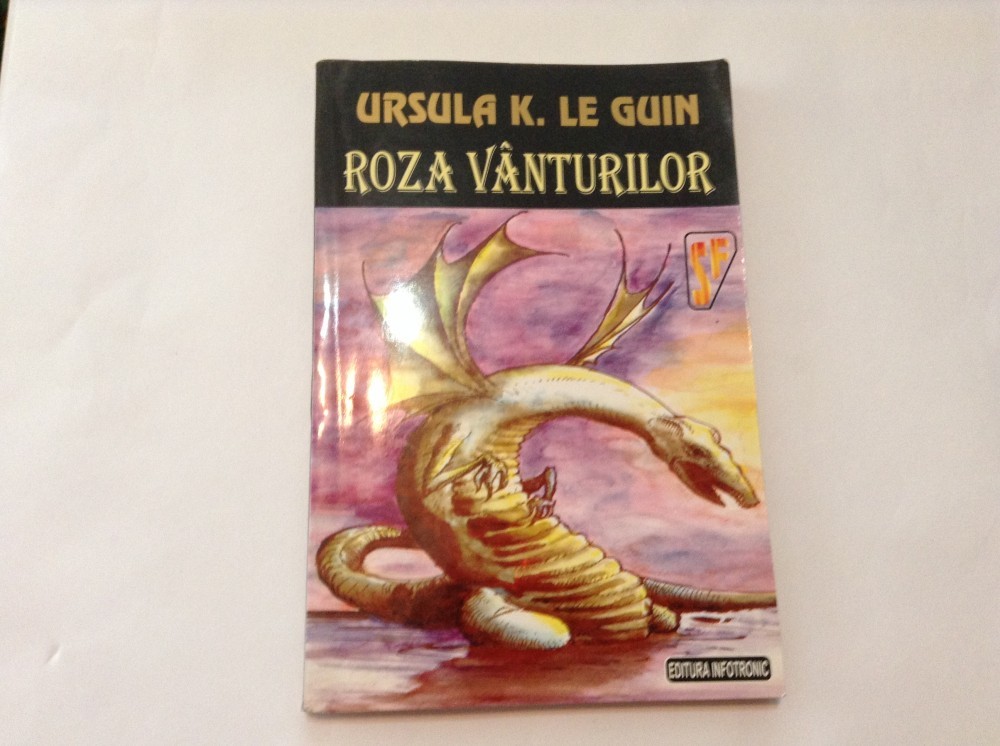 URSULA K. LE GUIN
ROZA VÂNTURILOR
SF
EDITURA INFOTRONIC